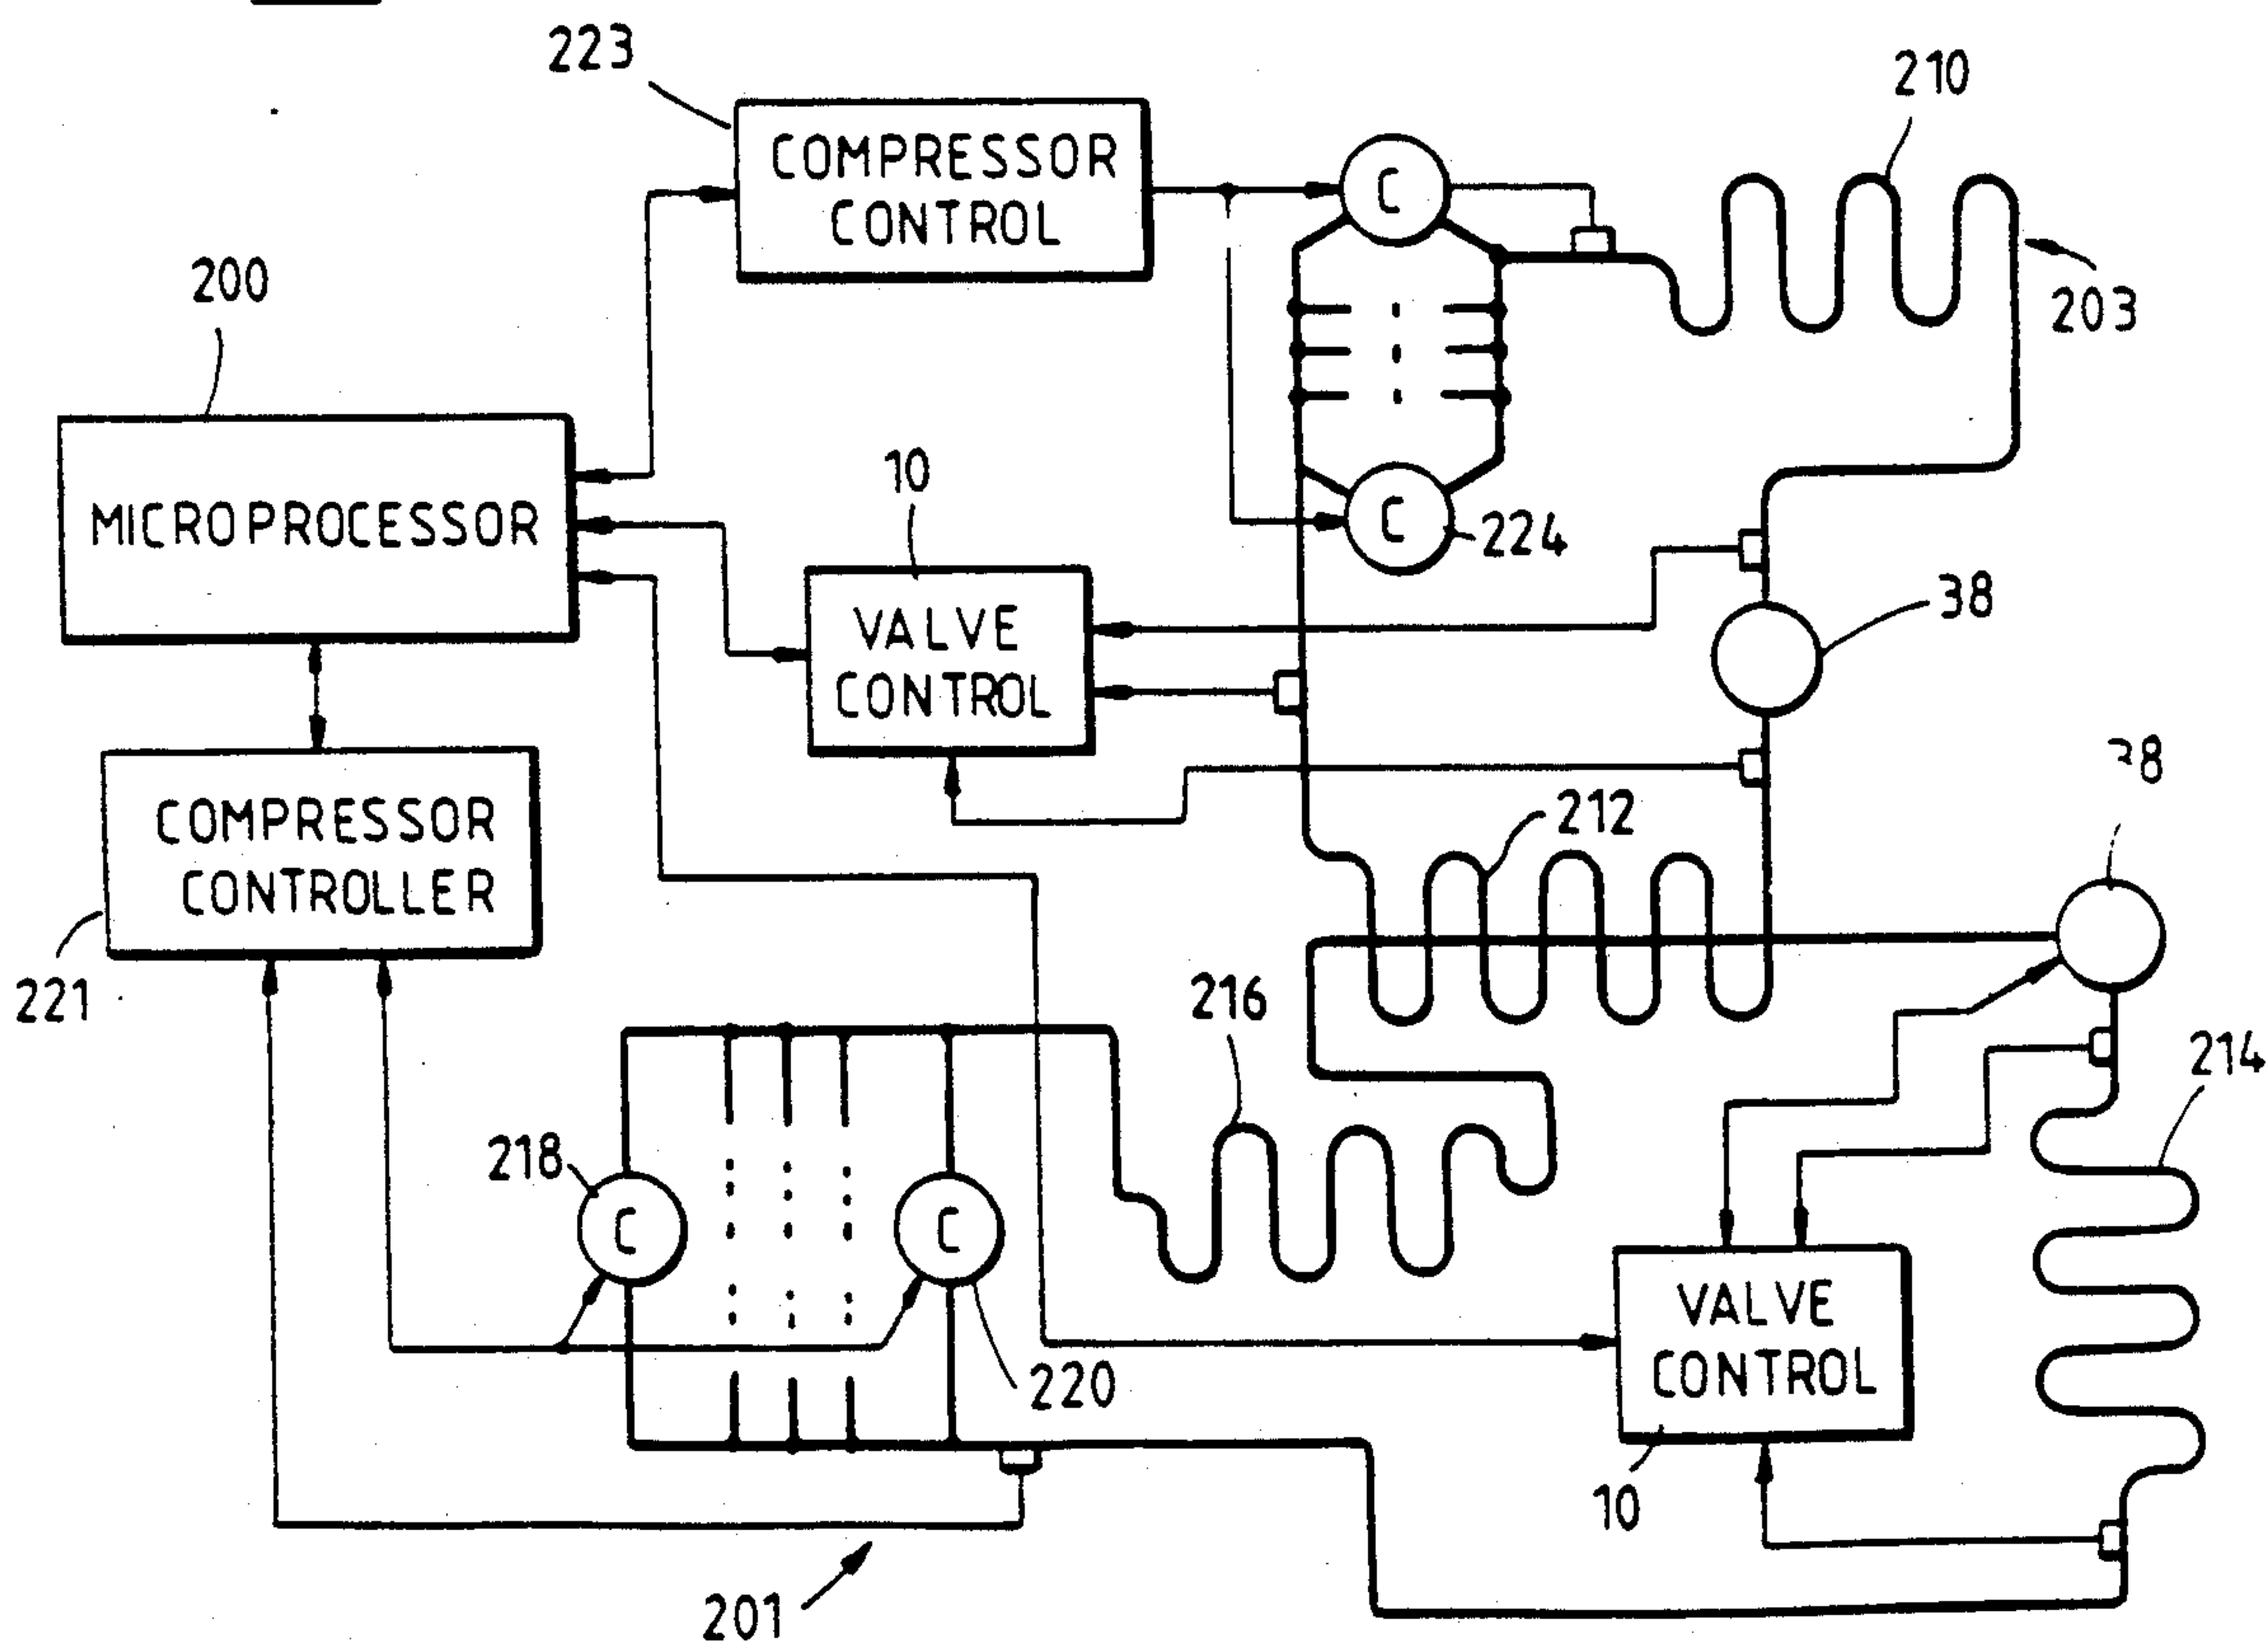 223
COMPRESSOR
CONTROL
C
210
203
200
MICROPROCESSOR
10
VALVE
CONTROL
C
224
38
COMPRESSOR
CONTROLLER
221
212
38
216
214
218
C
C
220
VALVE
CONTROL
10
201